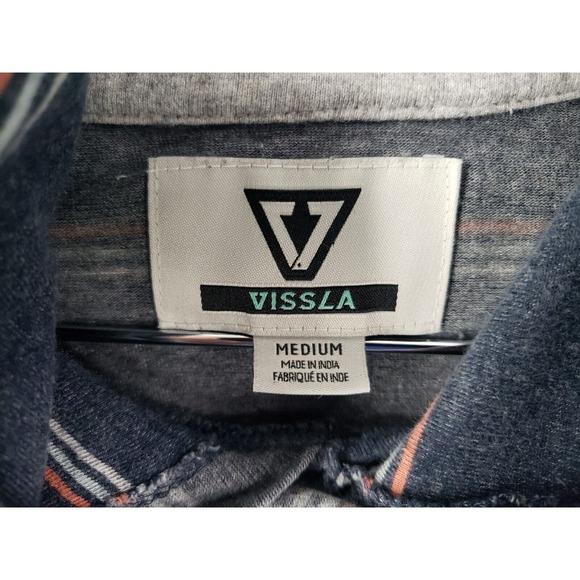 VISSLA
MEDIUM
MADE IN INDIA
FABRIQUÉ EN INDE